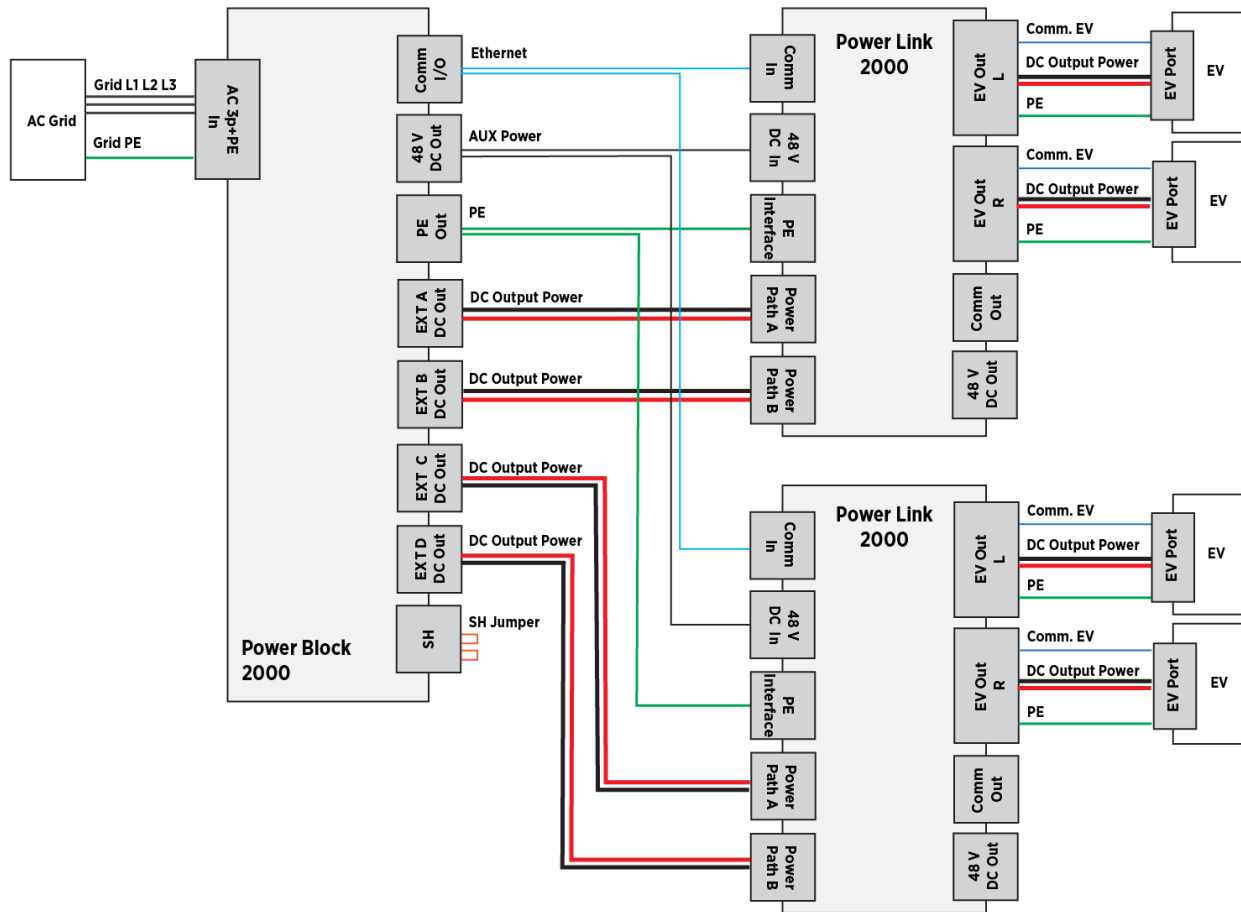 AC Grid
Grid L1 L2 L3
Grid PE
AC 3p+PE
In
Power Block
2000
Comm
I/O
48 V
DC Out
PE
Out
EXT A
DC Out
EXT B
DC Out
EXT C
DC Out
EXT D
DC Out
SH
Ethernet
AUX Power
PE
DC Output Power
DC Output Power
DC Output Power
DC Output Power
SH Jumper
Power Link
2000
Comm
In
48 V
DC In
PE
Interface
Power
Path A
Power
Path B
EV Out
L
EV Out
R
Comm
Out
48 V
DC Out
Comm. EV
DC Output Power
PE
EV Port
EV
Comm. EV
DC Output Power
PE
EV Port
EV
Power Link
2000
Comm
In
48 V
DC In
PE
Interface
Power
Path A
Power
Path B
EV Out
L
EV Out
R
Comm
Out
48 V
DC Out
Comm. EV
DC Output Power
PE
EV Port
EV
Comm. EV
DC Output Power
PE
EV Port
EV